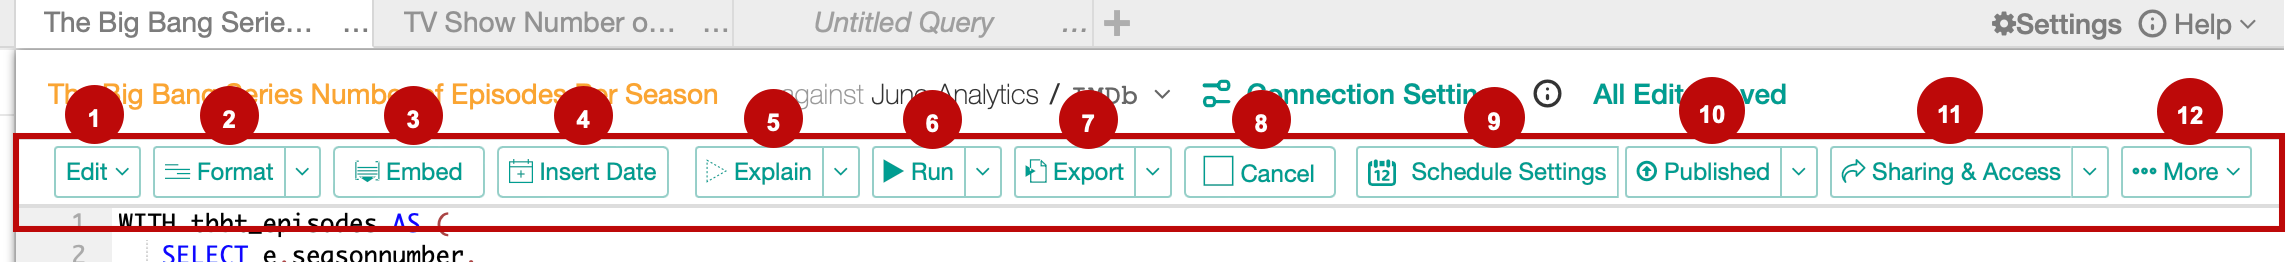 The Big Bang Serie... ... TV Show Number o... ... Untitled Query ... Settings Help
The Big Bang Series Number of Episodes Per Season against June Analytics / IMDb Connection Settin All Edit ved
1 2 3 4 5 6 7 8 9 10 11 12
Edit Format Embed Insert Date Explain Run Export Cancel 12 Schedule Settings Published Sharing & Access More
1 WITH tbbt_episodes AS (
2 SELECT e.seasonnumber,